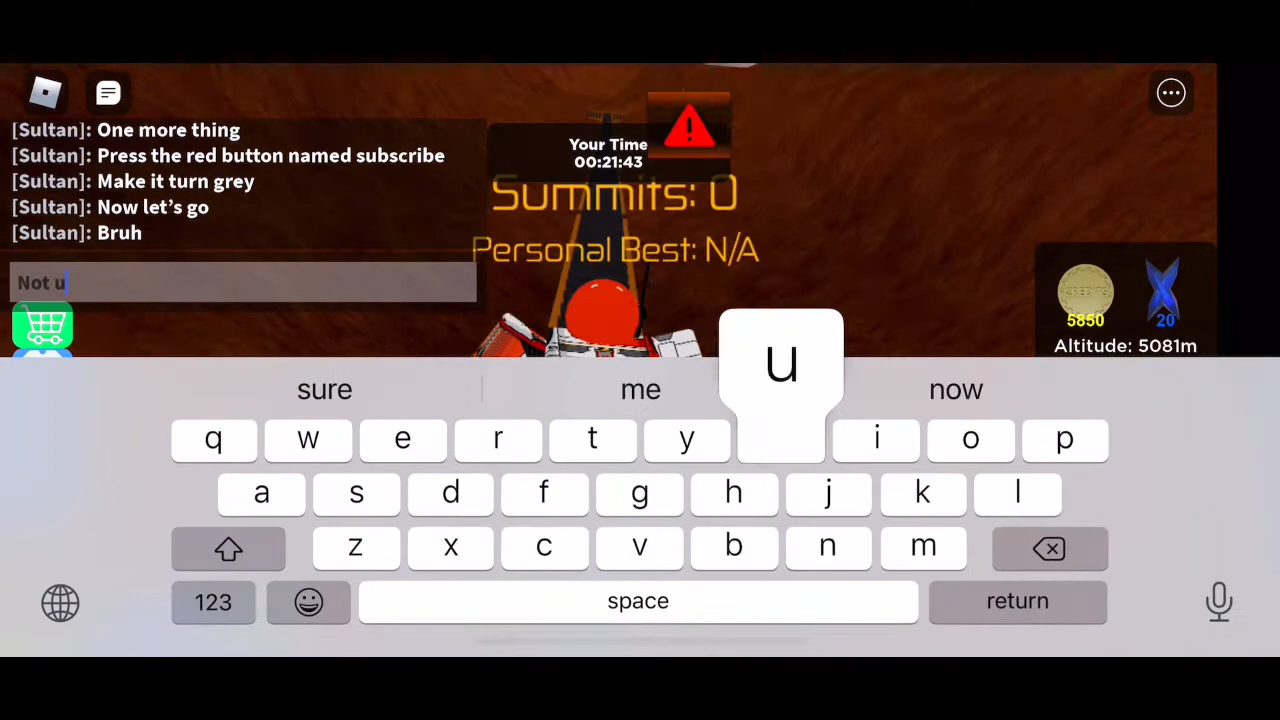 [Sultan]: One more thing
[Sultan]: Press the red button named subscribe
[Sultan]: Make it turn grey
[Sultan]: Now let's go
[Sultan]: Bruh
Not u
Your Time
00:21:43
Summits: 0
Personal Best: N/A
CREDITS
5850
20
Altitude: 5081m
sure me now
u
q w e r t y i o p
a s d f g h j k l
z x c v b n m
123 space return